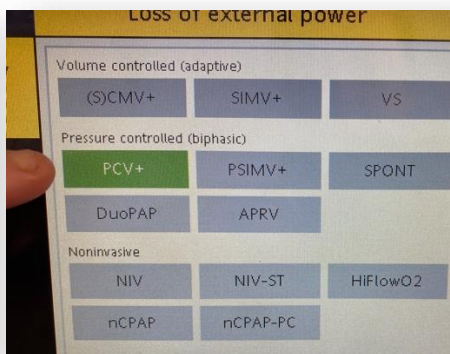 Loss of external power
Volume controlled (adaptive)
(S)CMV+ SIMV+ VS
Pressure controlled (biphasic)
PCV+ PSIMV+ SPONT
DuoPAP APRV
Noninvasive
NIV NIV-ST HiFlowO2
nCPAP nCPAP-PC